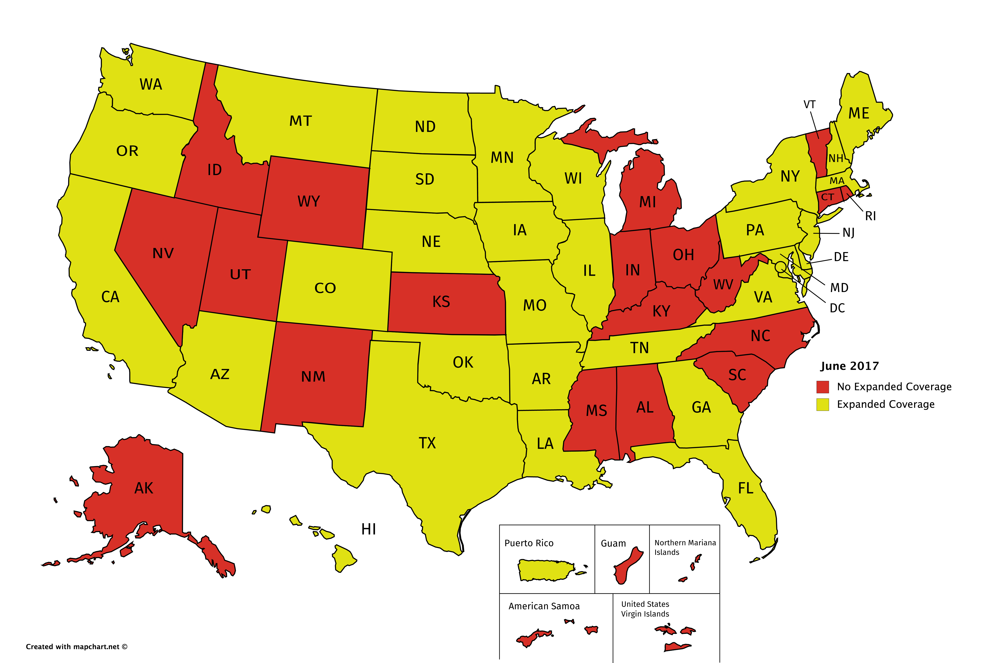 WA
MT
ND
MN
VT
ME
OR
ID
SD
WI
NH
NY
MA
WY
MI
CT
RI
NE
IA
PA
NJ
NV
UT
CO
IL
IN
OH
DE
WV
MD
CA
KS
MO
KY
VA
DC
AZ
NM
OK
AR
TN
NC
SC
MS
AL
GA
June 2017
No Expanded Coverage
Expanded Coverage
TX
LA
AK
FL
HI
Puerto Rico
Guam
Northern Mariana
Islands
American Samoa
United States
Virgin Islands
Created with mapchart.net ©